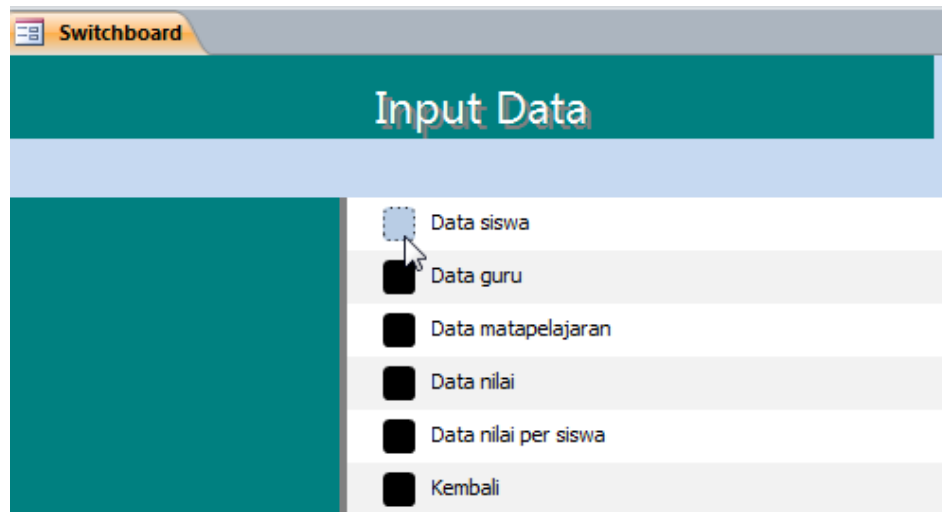 Switchboard
Input Data
Data siswa
Data guru
Data matapelajaran
Data nilai
Data nilai per siswa
Kembali